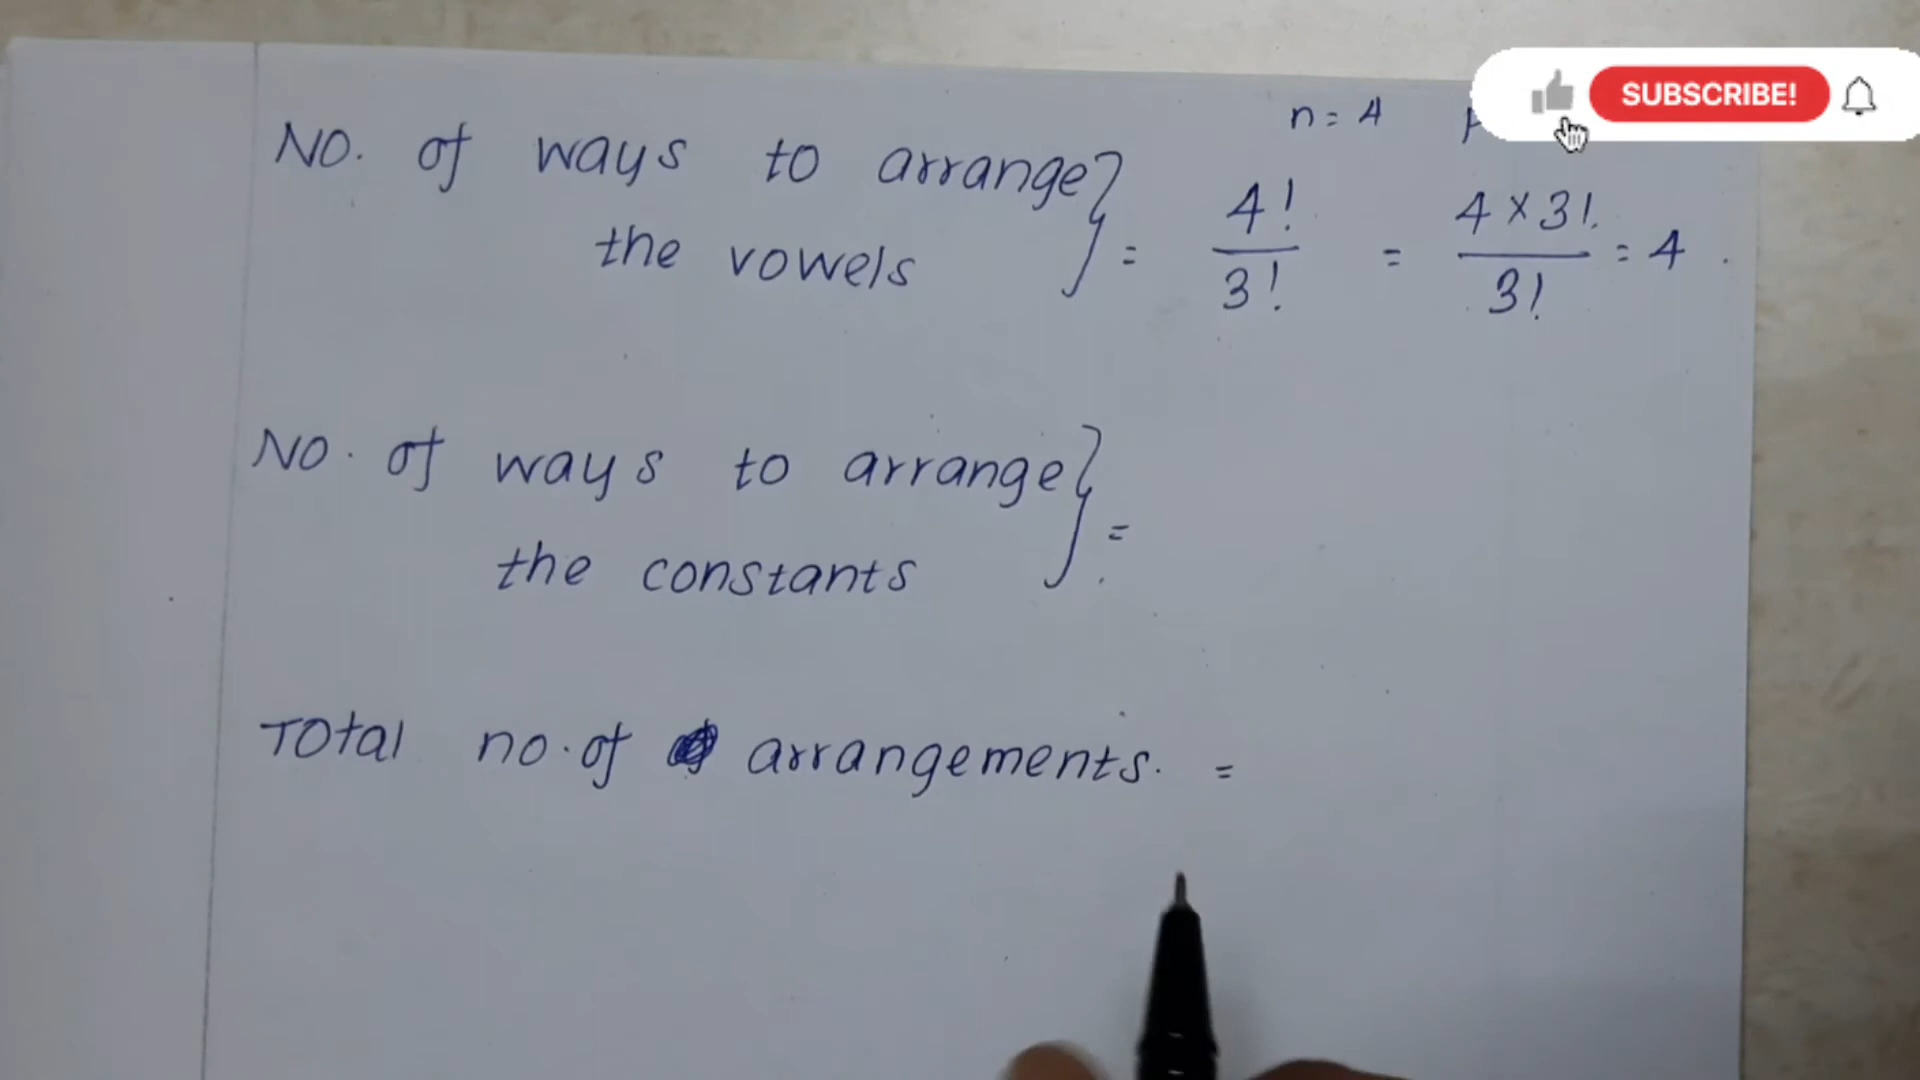 n = 4
SUBSCRIBE!
No. of ways to arrange } = 4! / 3! = 4 × 3! / 3! = 4 .
the vowels
No. of ways to arrange } =
the constants
Total no. of arrangements. =